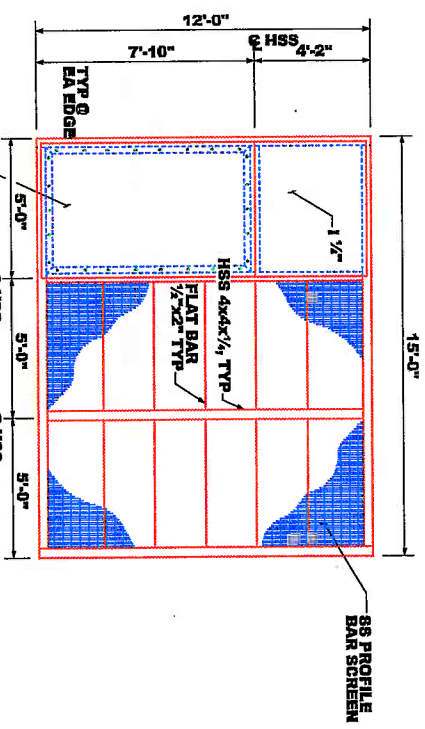 12'-0"
℄ HSS
7'-10"
4'-2"
TYP @
EA EDGE
15'-0"
5'-0"
5'-0"
5'-0"
1 ½"
HSS 4x4x¼, TYP
FLAT BAR
½"x2" TYP
SS PROFILE
BAR SCREEN